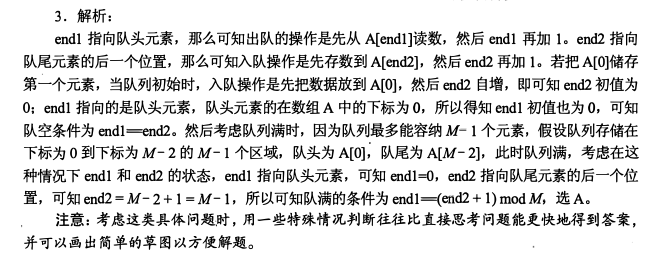 3．解析：
end1 指向队头元素，那么可知出队的操作是先从 A[end1]读数，然后 end1 再加 1。end2 指向
队尾元素的后一个位置，那么可知入队操作是先存数到 A[end2]，然后 end2 再加 1。若把 A[0]储存
第一个元素，当队列初始时，入队操作是先把数据放到 A[0]，然后 end2 自增，即可知 end2 初值为
0；end1 指向的是队头元素，队头元素的在数组 A 中的下标为 0，所以得知 end1 初值也为 0，可知
队空条件为 end1==end2。然后考虑队列满时，因为队列最多能容纳 M-1 个元素，假设队列存储在
下标为 0 到下标为 M-2 的 M-1 个区域，队头为 A[0]，队尾为 A[M-2]，此时队列满，考虑在这
种情况下 end1 和 end2 的状态，end1 指向队头元素，可知 end1=0，end2 指向队尾元素的后一个位
置，可知 end2 = M-2+1 = M-1，所以可知队满的条件为 end1==(end2 + 1) mod M，选 A。
注意：考虑这类具体问题时，用一些特殊情况判断往往比直接思考问题能更快地得到答案，
并可以画出简单的草图以方便解题。